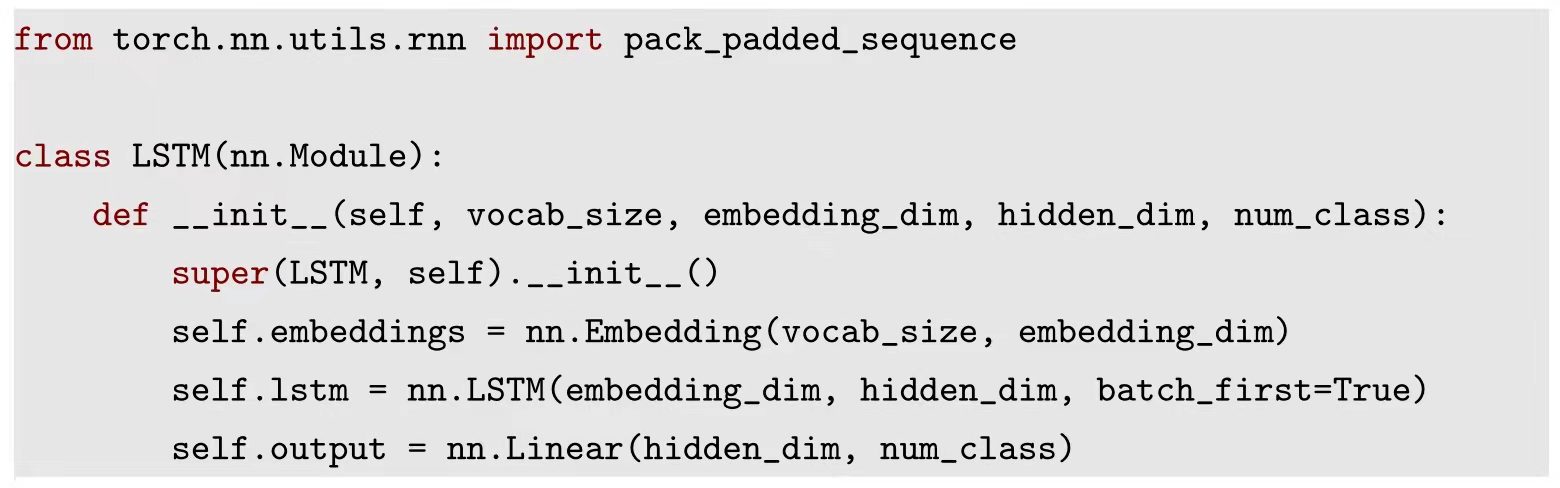 from torch.nn.utils.rnn import pack_padded_sequence
class LSTM(nn.Module):
    def __init__(self, vocab_size, embedding_dim, hidden_dim, num_class):
        super(LSTM, self).__init__()
        self.embeddings = nn.Embedding(vocab_size, embedding_dim)
        self.lstm = nn.LSTM(embedding_dim, hidden_dim, batch_first=True)
        self.output = nn.Linear(hidden_dim, num_class)